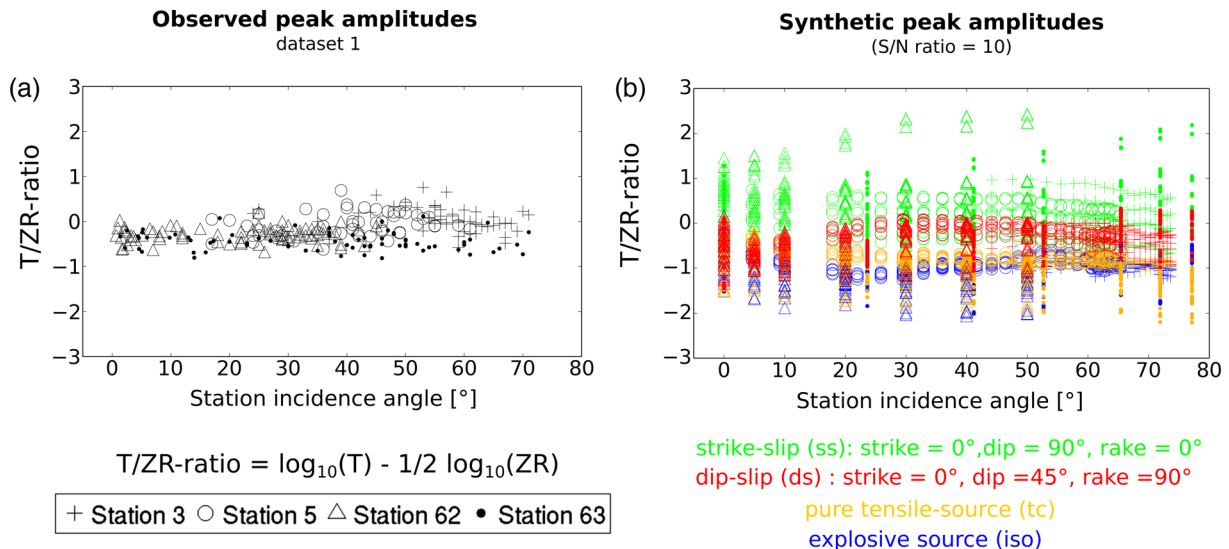 Observed peak amplitudes
dataset 1
Synthetic peak amplitudes
(S/N ratio = 10)
(a)
3
2
1
0
−1
−2
−3
T/ZR-ratio
0 10 20 30 40 50 60 70 80
Station incidence angle [°]
(b)
3
2
1
0
−1
−2
−3
T/ZR-ratio
0 10 20 30 40 50 60 70 80
Station incidence angle [°]
T/ZR-ratio = log₁₀(T) - 1/2 log₁₀(ZR)
Station 3 Station 5 Station 62 Station 63
strike-slip (ss): strike = 0°,dip = 90°, rake = 0°
dip-slip (ds) : strike = 0°, dip =45°, rake =90°
pure tensile-source (tc)
explosive source (iso)